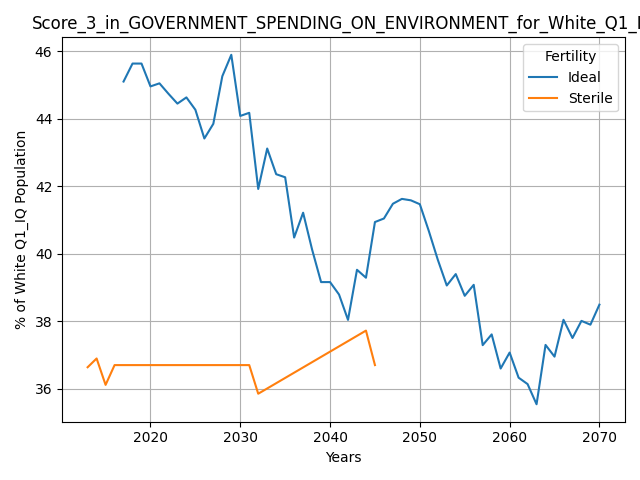 Score_3_in_GOVERNMENT_SPENDING_ON_ENVIRONMENT_for_White_Q1_I
Fertility
Ideal
Sterile
% of White Q1_IQ Population
46
44
42
40
38
36
2020
2030
2040
2050
2060
2070
Years